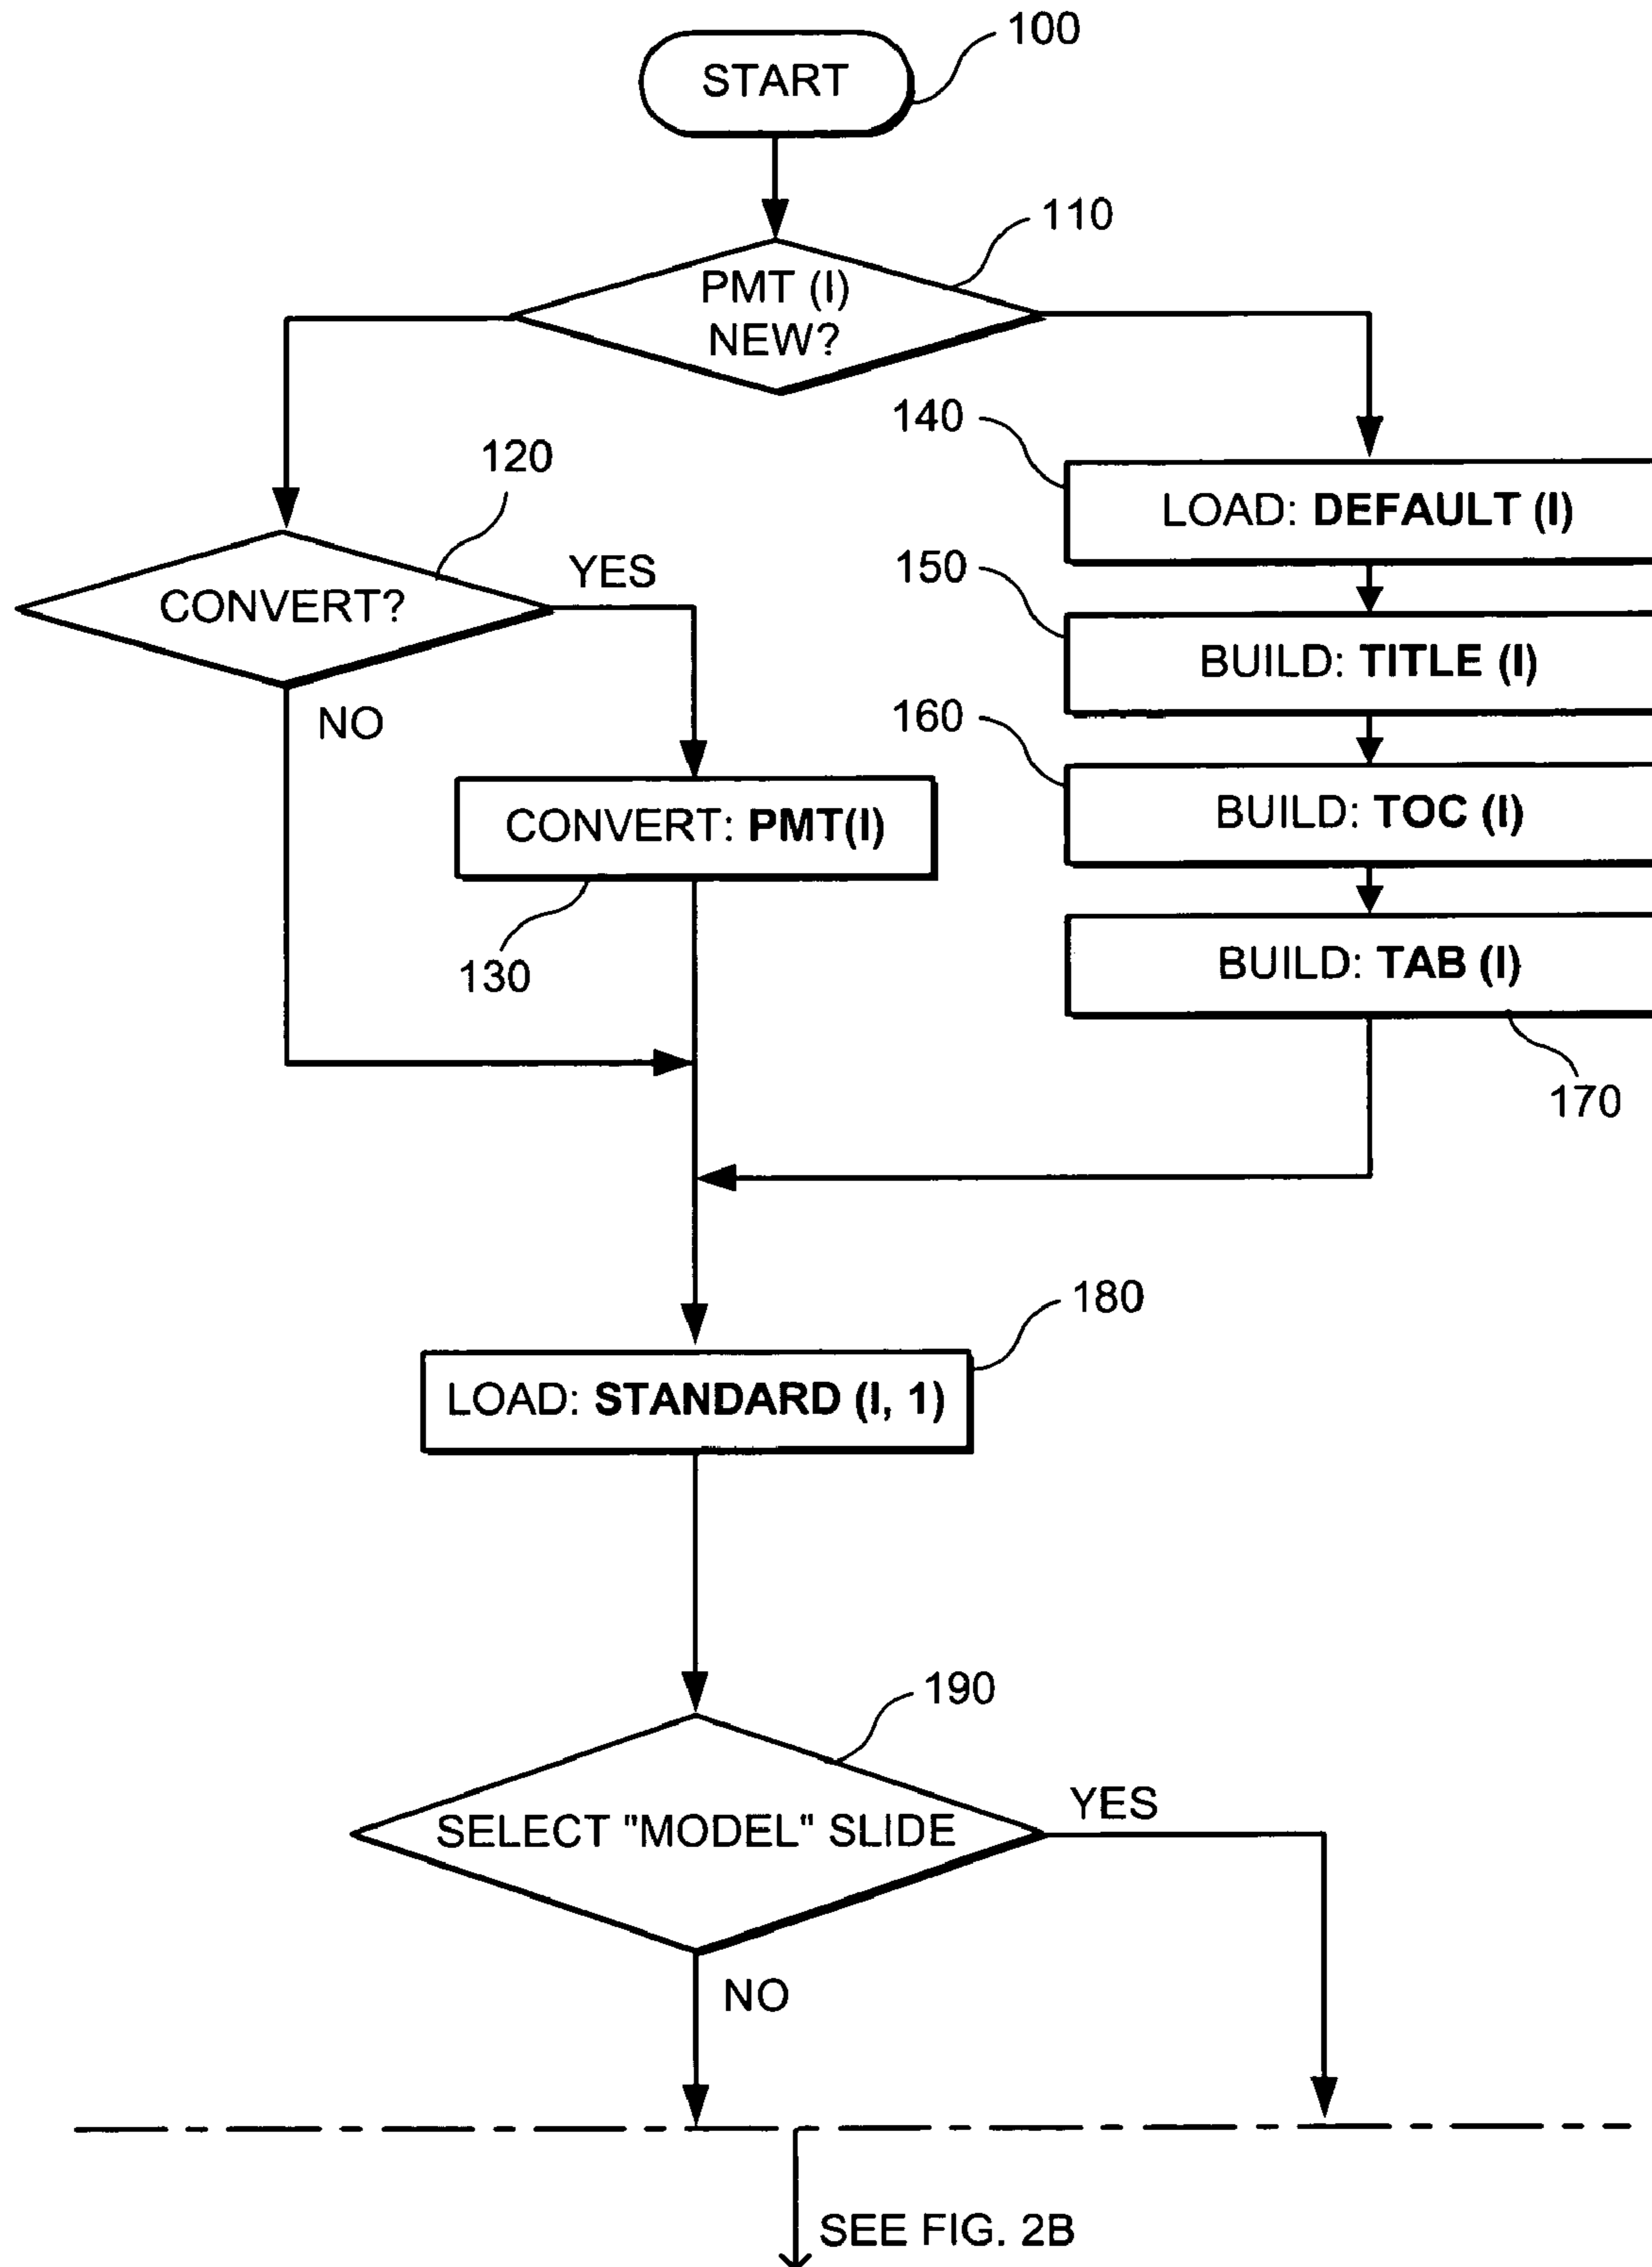 100
START
110
PMT (I)
NEW?
140
120
LOAD: DEFAULT (I)
YES
150
CONVERT?
BUILD: TITLE (I)
NO
160
CONVERT: PMT(I)
BUILD: TOC (I)
130
BUILD: TAB (I)
170
180
LOAD: STANDARD (I, 1)
190
YES
SELECT "MODEL" SLIDE
NO
SEE FIG. 2B